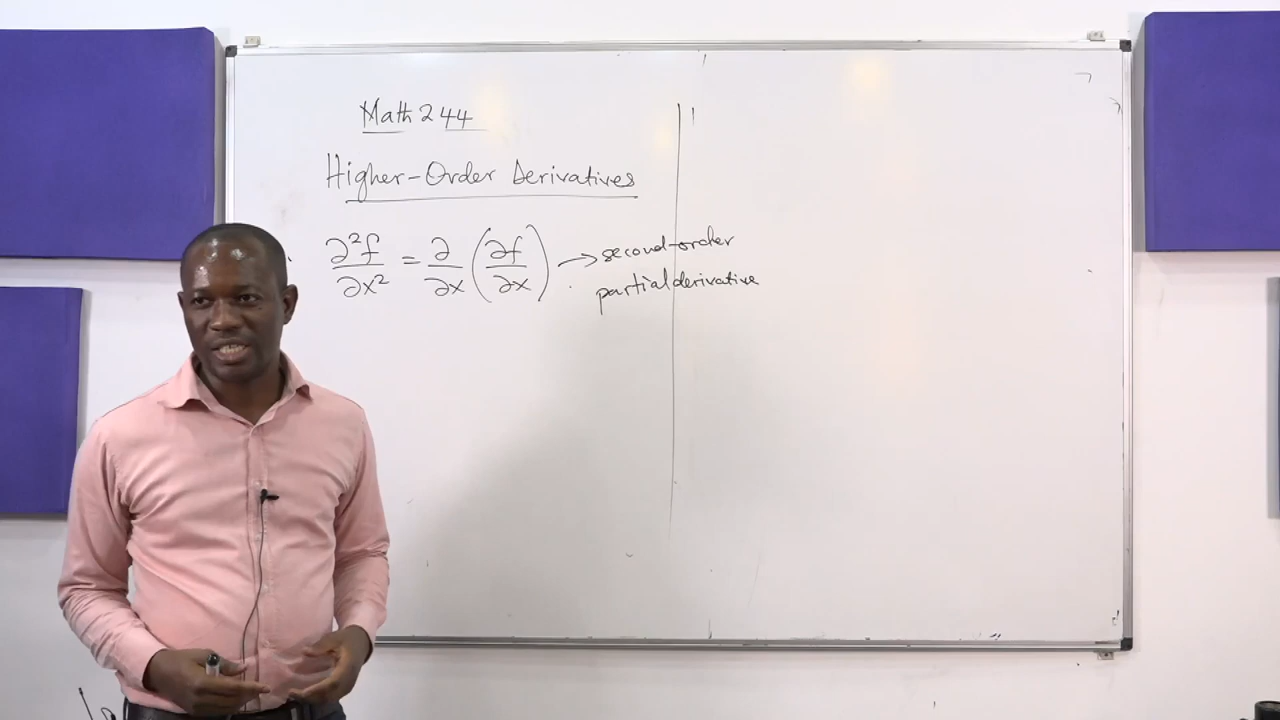 Math 244
Higher-Order Derivatives
∂²f/∂x² = ∂/∂x (∂f/∂x) → second-order
partial derivative